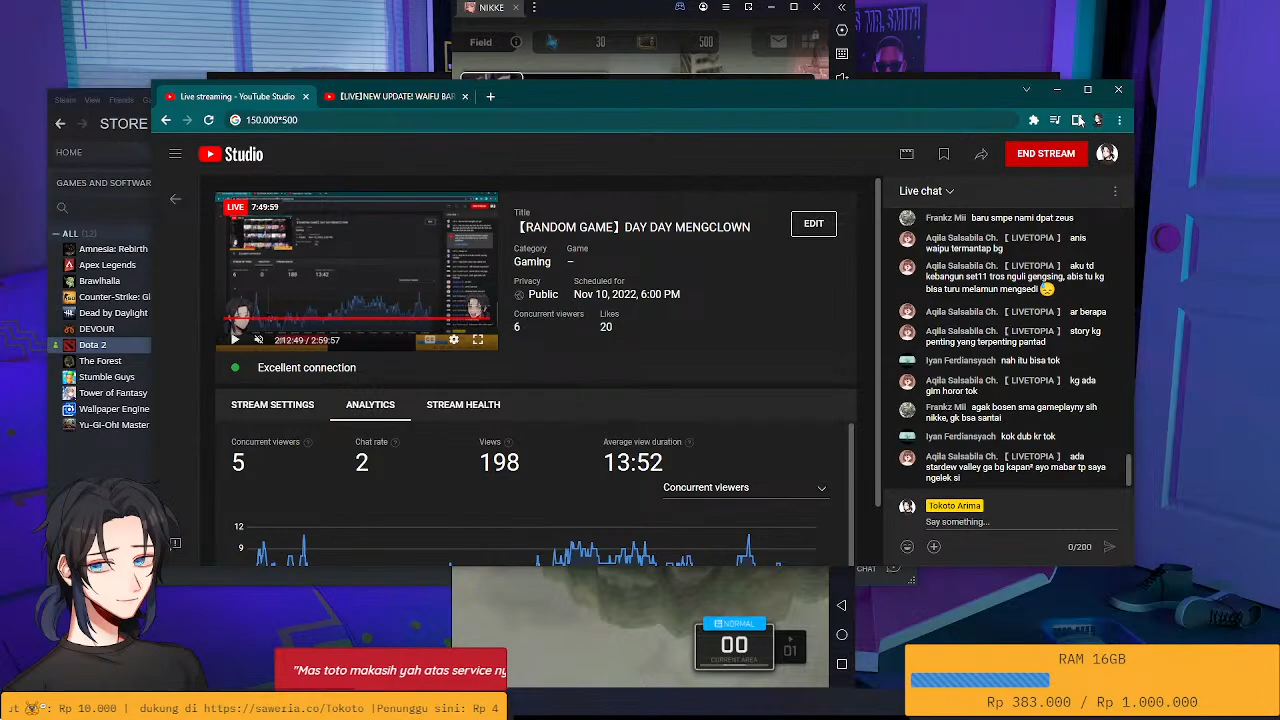 NIKKE
Field
30
500
MR. SMITH
Steam View Friends
STORE
HOME
GAMES AND SOFTWAR
ALL (12)
Amnesia: Rebirth
Apex Legends
Brawlhalla
Counter-Strike: Gl
Dead by Daylight
DEVOUR
Dota 2
The Forest
Stumble Guys
Tower of Fantasy
Wallpaper Engine
Yu-Gi-Oh! Master
Live streaming - YouTube Studio
【LIVE】NEW UPDATE! WAIFU BAR
150.000*500
Studio
END STREAM
LIVE 7:49:59
2:12:49 / 2:59:57
Title
【RANDOM GAME】DAY DAY MENGCLOWN
EDIT
Category
Game
Gaming
–
Privacy
Scheduled for
Public
Nov 10, 2022, 6:00 PM
Concurrent viewers
Likes
6
20
Excellent connection
STREAM SETTINGS
ANALYTICS
STREAM HEALTH
Concurrent viewers
Chat rate
Views
Average view duration
5
2
198
13:52
Concurrent viewers
12
9
Live chat
Frankz Mii baru smpe nami dpat zeus
Aqila Salsabila Ch.【 LIVETOPIA 】 anis
waipu termantap bg
Aqila Salsabila Ch.【 LIVETOPIA 】 aku td
kebangun set11 tros nguli gengsing, abis tu kg
bisa turu melamun mengsedi 😥
Aqila Salsabila Ch.【 LIVETOPIA 】 ar berapa
Aqila Salsabila Ch.【 LIVETOPIA 】 story kg
penting yang terpenting pantad
Iyan Ferdiansyach nah itu bisa tok
Aqila Salsabila Ch.【 LIVETOPIA 】 kg ada
glm horor tok
Frankz Mii agak bosen sma gameplayny sih
nikke, gk bsa santai
Iyan Ferdiansyach kok dub kr tok
Aqila Salsabila Ch.【 LIVETOPIA 】 ada
stardew valley ga bg kapan² ayo mabar tp saya
ngelek si
Tokoto Arima
Say something...
0/200
CHAT
NORMAL
00
CURRENT AREA
01
"Mas toto makasih yah atas service ny
ut 🐯: Rp 10.000 | dukung di https://saweria.co/Tokoto |Penunggu sini: Rp 4
RAM 16GB
Rp 383.000 / Rp 1.000.000